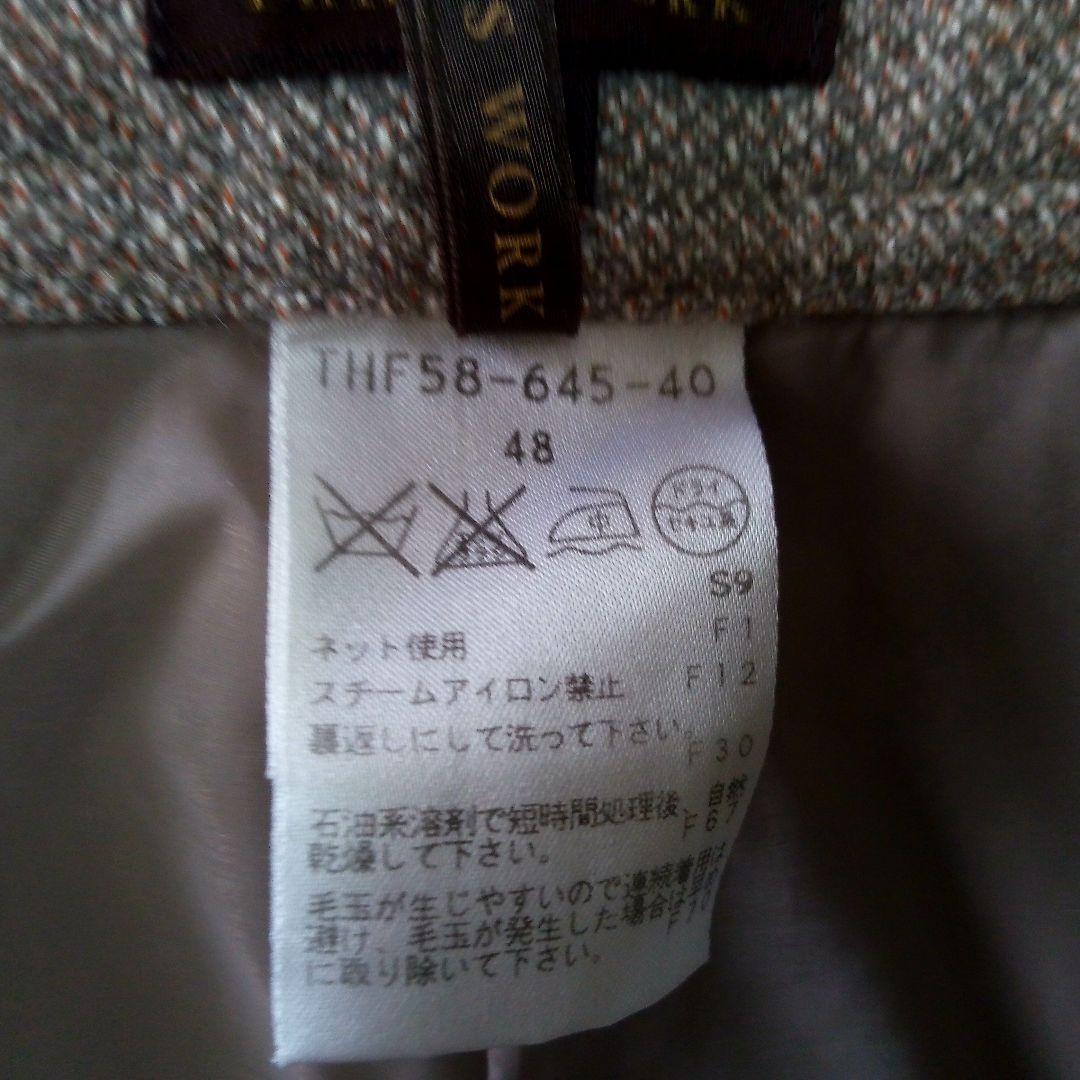 S WORK
THF58-645-40
48
中
ドライ
セキユ系
S9
F1
ネット使用
F12
スチームアイロン禁止
裏返しにして洗って下さい。
F30
石油系溶剤で短時間処理後、自然
F67
乾燥して下さい。
毛玉が生じやすいので連続着用は
避け、毛玉が発生した場合は
に取り除いて下さい。